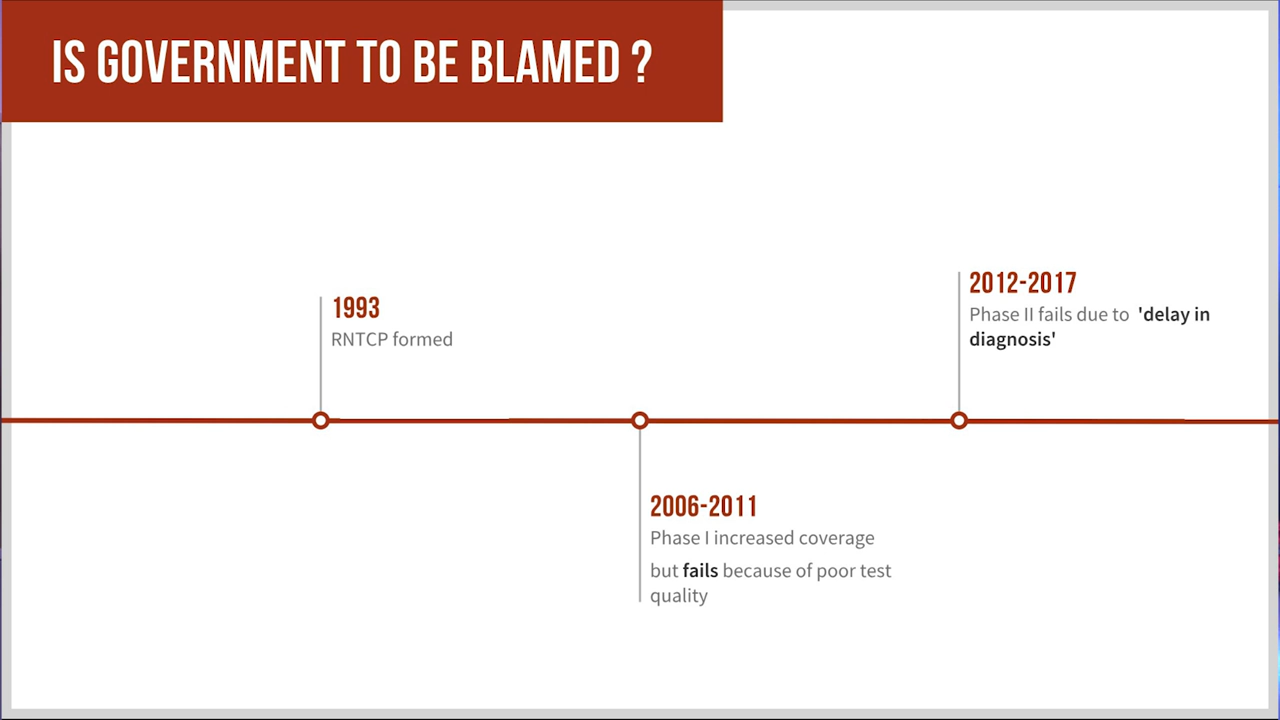 IS GOVERNMENT TO BE BLAMED ?
1993
RNTCP formed
2006-2011
Phase I increased coverage
but fails because of poor test
quality
2012-2017
Phase II fails due to 'delay in
diagnosis'